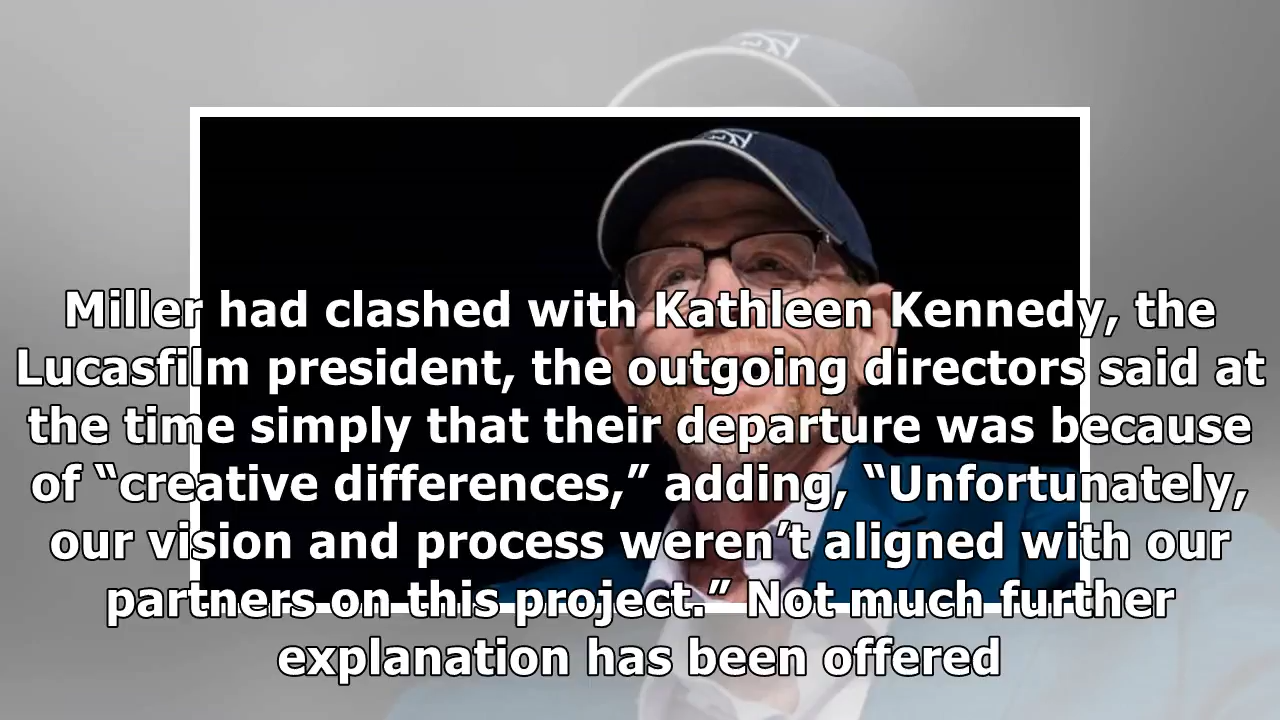 Miller had clashed with Kathleen Kennedy, the
Lucasfilm president, the outgoing directors said at
the time simply that their departure was because
of “creative differences,” adding, “Unfortunately,
our vision and process weren’t aligned with our
partners on this project.” Not much further
explanation has been offered